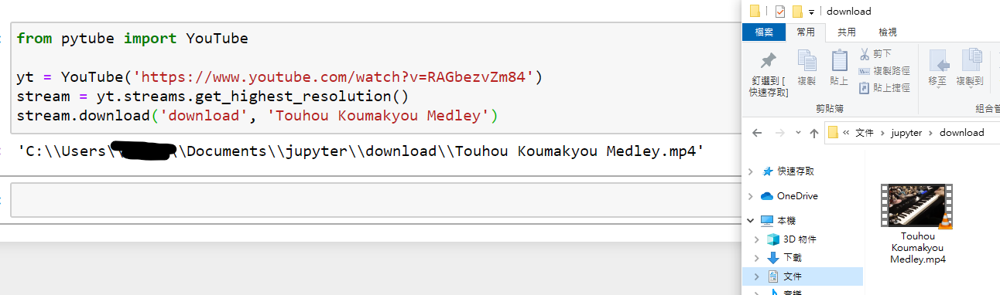 from pytube import YouTube
yt = YouTube('https://www.youtube.com/watch?v=RAGbezvZm84')
stream = yt.streams.get_highest_resolution()
stream.download('download', 'Touhou Koumakyou Medley')
'C:\\Users\\ \\Documents\\jupyter\\download\\Touhou Koumakyou Medley.mp4'
download
檔案 常用 共用 檢視
釘選到 [
快速存取]
複製
貼上
剪下
複製路徑
貼上捷徑
移至
複製到
剪貼簿
組合管
« 文件 > jupyter > download
快速存取
OneDrive
本機
3D 物件
下載
文件
音樂
Touhou
Koumakyou
Medley.mp4